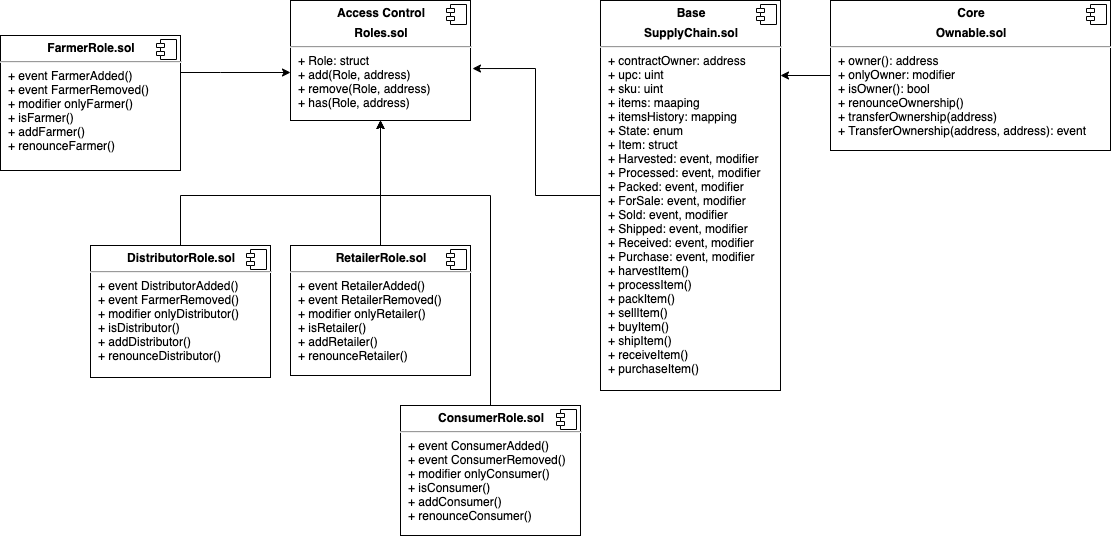 FarmerRole.sol
+ event FarmerAdded()
+ event FarmerRemoved()
+ modifier onlyFarmer()
+ isFarmer()
+ addFarmer()
+ renounceFarmer()
Access Control
Roles.sol
+ Role: struct
+ add(Role, address)
+ remove(Role, address)
+ has(Role, address)
Base
SupplyChain.sol
+ contractOwner: address
+ upc: uint
+ sku: uint
+ items: maaping
+ itemsHistory: mapping
+ State: enum
+ Item: struct
+ Harvested: event, modifier
+ Processed: event, modifier
+ Packed: event, modifier
+ ForSale: event, modifier
+ Sold: event, modifier
+ Shipped: event, modifier
+ Received: event, modifier
+ Purchase: event, modifier
+ harvestItem()
+ processItem()
+ packItem()
+ sellItem()
+ buyItem()
+ shipItem()
+ receiveItem()
+ purchaseItem()
Core
Ownable.sol
+ owner(): address
+ onlyOwner: modifier
+ isOwner(): bool
+ renounceOwnership()
+ transferOwnership(address)
+ TransferOwnership(address, address): event
DistributorRole.sol
+ event DistributorAdded()
+ event FarmerRemoved()
+ modifier onlyDistributor()
+ isDistributor()
+ addDistributor()
+ renounceDistributor()
RetailerRole.sol
+ event RetailerAdded()
+ event RetailerRemoved()
+ modifier onlyRetailer()
+ isRetailer()
+ addRetailer()
+ renounceRetailer()
ConsumerRole.sol
+ event ConsumerAdded()
+ event ConsumerRemoved()
+ modifier onlyConsumer()
+ isConsumer()
+ addConsumer()
+ renounceConsumer()